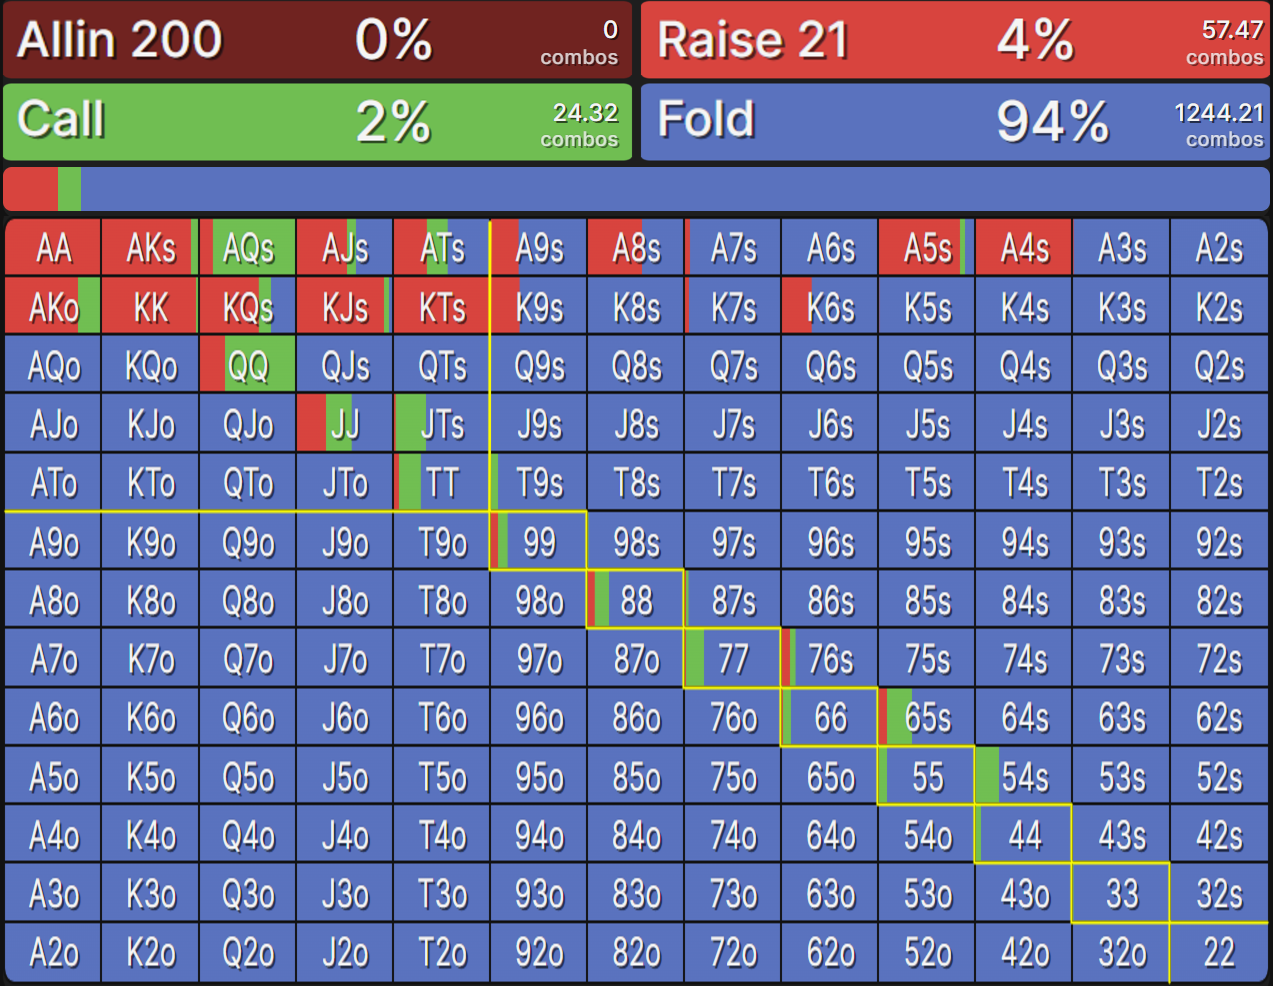 Allin 200 0% 0 combos Raise 21 4% 57.47 combos
Call 2% 24.32 combos Fold 94% 1244.21 combos
AA AKs AQs AJs ATs A9s A8s A7s A6s A5s A4s A3s A2s
AKo KK KQs KJs KTs K9s K8s K7s K6s K5s K4s K3s K2s
AQo KQo QQ QJs QTs Q9s Q8s Q7s Q6s Q5s Q4s Q3s Q2s
AJo KJo QJo JJ JTs J9s J8s J7s J6s J5s J4s J3s J2s
ATo KTo QTo JTo TT T9s T8s T7s T6s T5s T4s T3s T2s
A9o K9o Q9o J9o T9o 99 98s 97s 96s 95s 94s 93s 92s
A8o K8o Q8o J8o T8o 98o 88 87s 86s 85s 84s 83s 82s
A7o K7o Q7o J7o T7o 97o 87o 77 76s 75s 74s 73s 72s
A6o K6o Q6o J6o T6o 96o 86o 76o 66 65s 64s 63s 62s
A5o K5o Q5o J5o T5o 95o 85o 75o 65o 55 54s 53s 52s
A4o K4o Q4o J4o T4o 94o 84o 74o 64o 54o 44 43s 42s
A3o K3o Q3o J3o T3o 93o 83o 73o 63o 53o 43o 33 32s
A2o K2o Q2o J2o T2o 92o 82o 72o 62o 52o 42o 32o 22